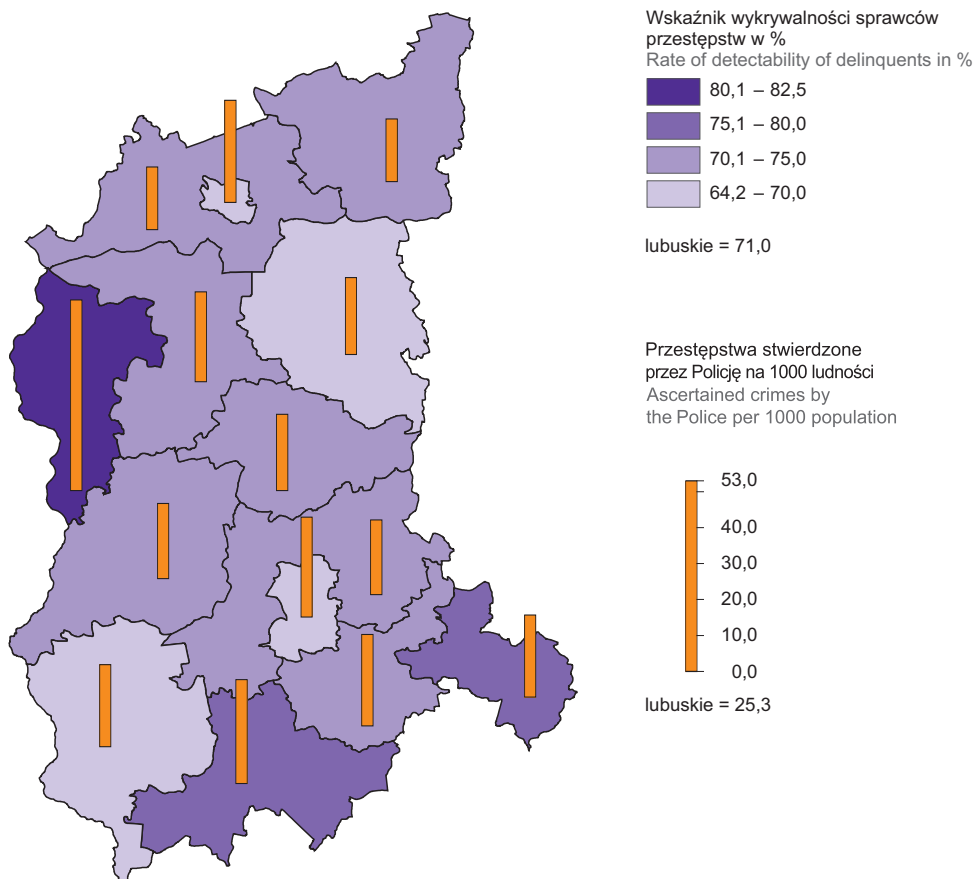 Wskaźnik wykrywalności sprawców
przestępstw w %
Rate of detectability of delinquents in %
80,1 – 82,5
75,1 – 80,0
70,1 – 75,0
64,2 – 70,0
lubuskie = 71,0
Przestępstwa stwierdzone
przez Policję na 1000 ludności
Ascertained crimes by
the Police per 1000 population
53,0
40,0
30,0
20,0
10,0
0,0
lubuskie = 25,3